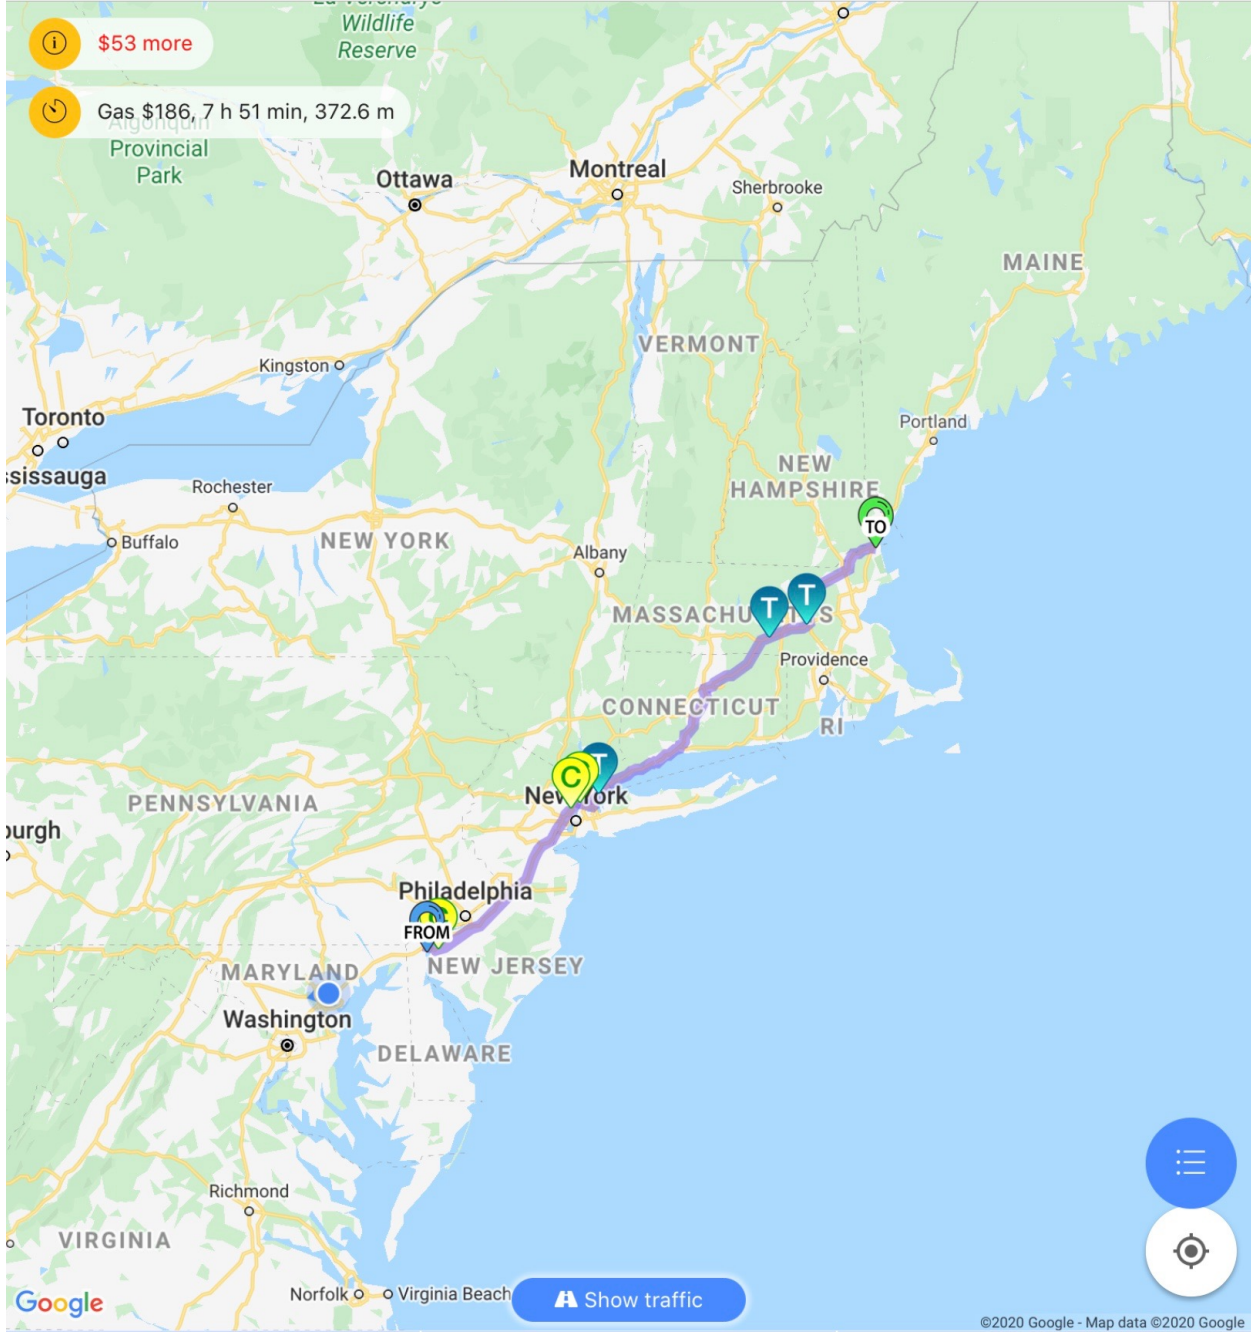 Wildlife
Reserve
$53 more
Gas $186, 7 h 51 min, 372.6 m
Algonquin
Provincial
Park
Ottawa
Montreal
Sherbrooke
MAINE
VERMONT
Kingston
Toronto
ssissauga
Portland
NEW
HAMPSHIRE
Rochester
TO
Buffalo
NEW YORK
Albany
T
T
MASSACHU
S
Providence
CONNECTICUT
RI
T
C
New York
PENNSYLVANIA
burgh
Philadelphia
C
FROM
NEW JERSEY
MARYLAND
Washington
DELAWARE
Richmond
VIRGINIA
Norfolk
Virginia Beach
Show traffic
Google
©2020 Google - Map data ©2020 Google